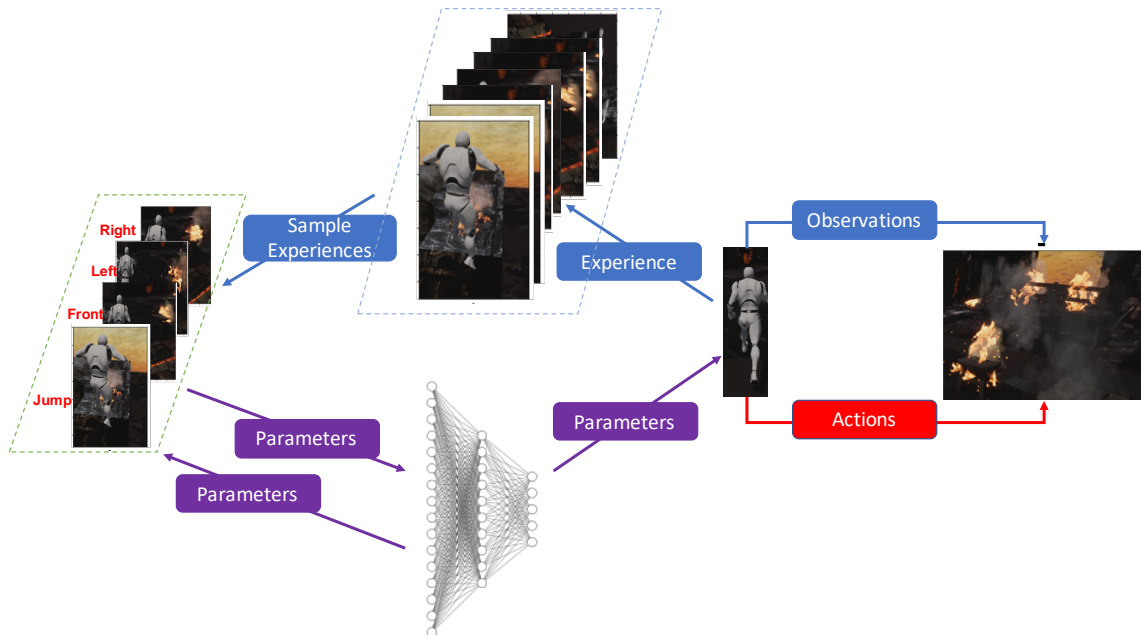 Right
Left
Front
Jump
Sample
Experiences
Experience
Observations
Actions
Parameters
Parameters
Parameters